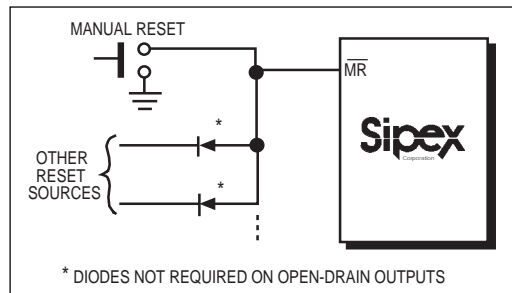 MANUAL RESET
MR
Sipex
Corporation
*
OTHER
RESET
SOURCES
*
* DIODES NOT REQUIRED ON OPEN-DRAIN OUTPUTS